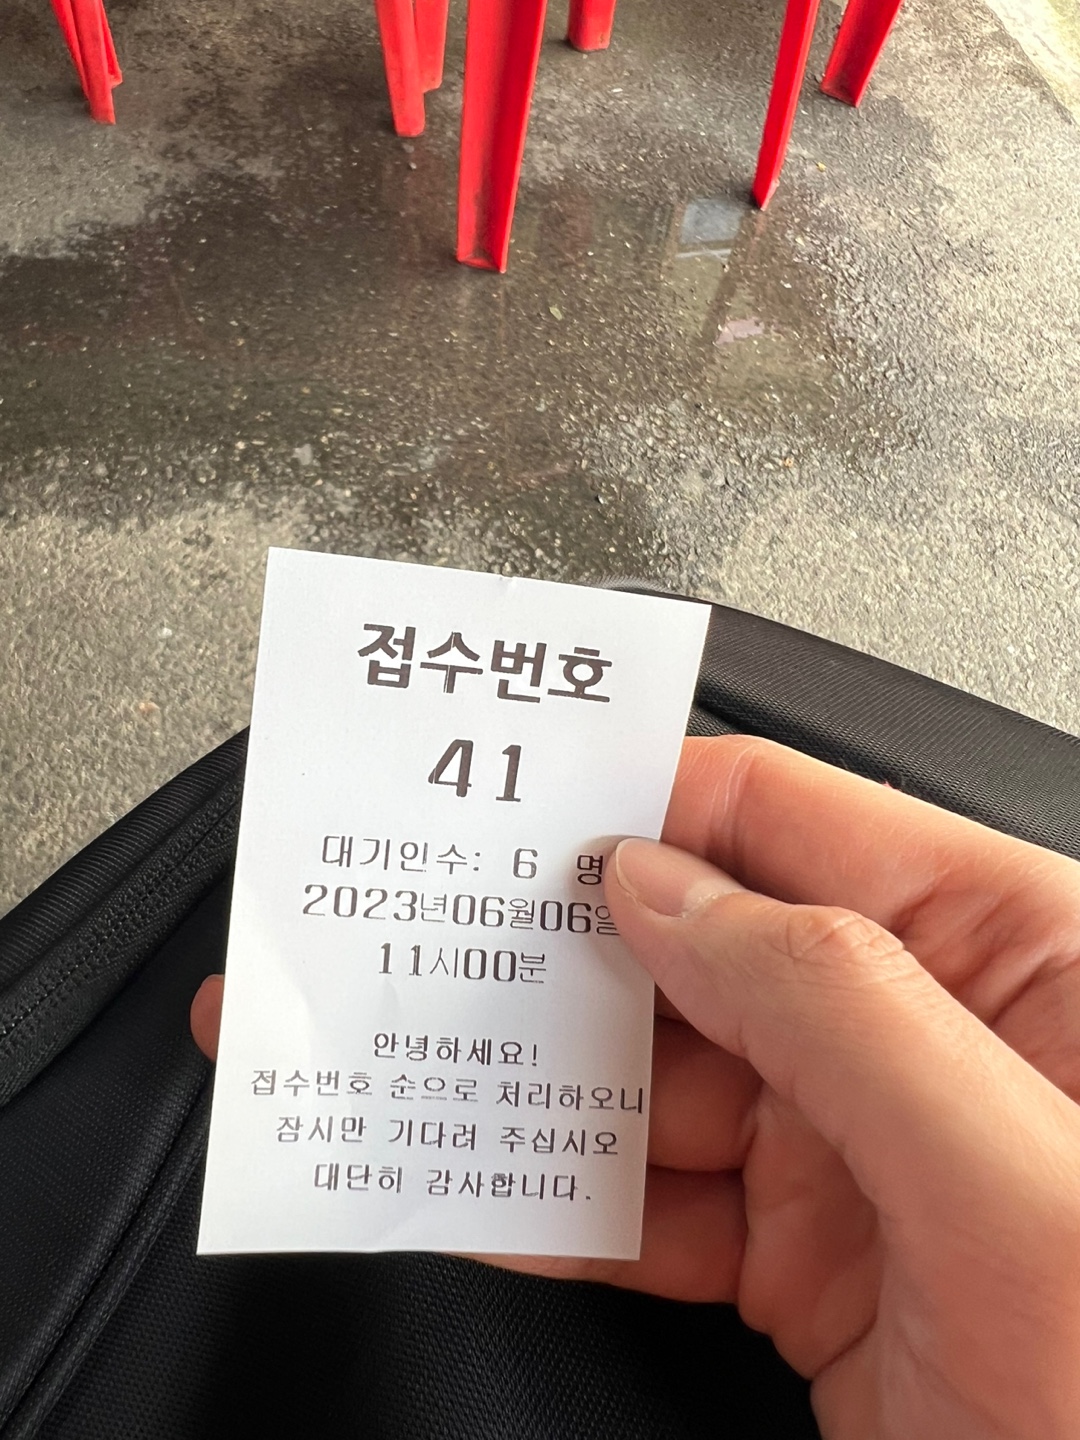 접수번호
41
대기인수: 6 명
2023년06월06일
11시00분
안녕하세요!
접수번호 순으로 처리하오니
잠시만 기다려 주십시오
대단히 감사합니다.